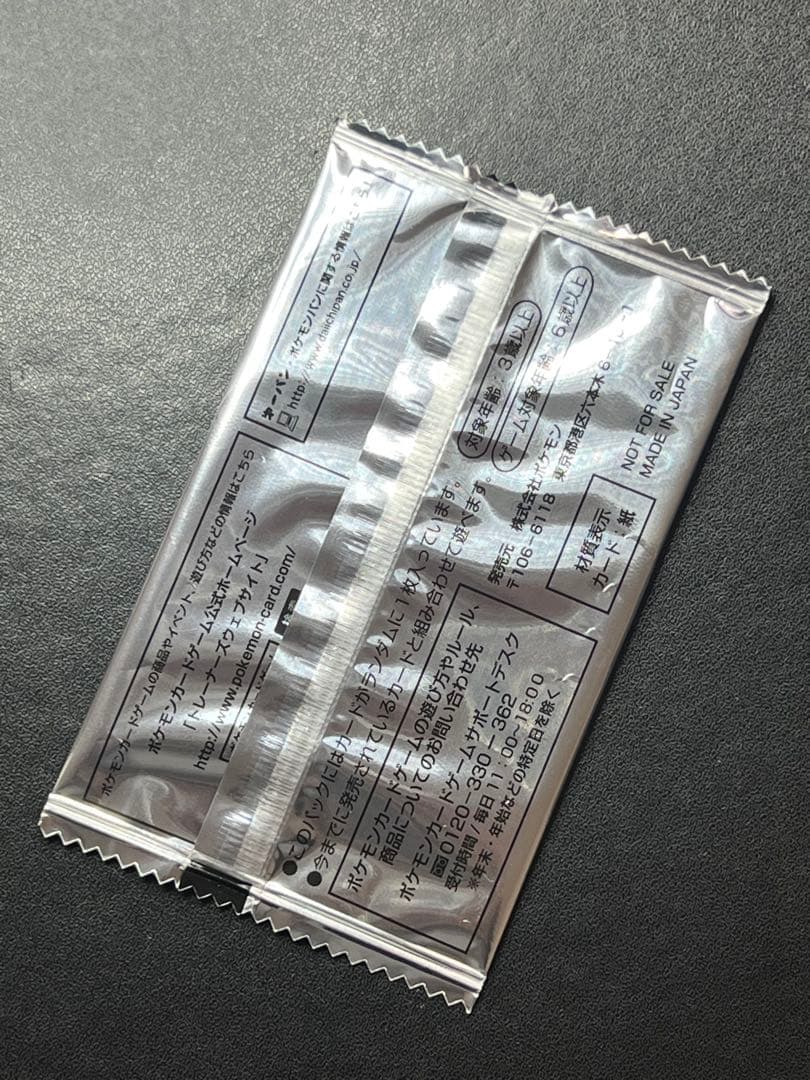 ポケモンパンに関する情報はこちら
http://www.daiichipan.co.jp/
ポケモンカードゲームの商品やイベント、遊び方などの情報はこちら
ポケモンカードゲーム公式ホームページ
「トレーナーズウェブサイト」
http://www.pokemon-card.com/
●このパックにはカードがランダムに1枚入っています。
●今までに発売されているカードと組み合わせて遊べます。
対象年齢：3歳以上
ゲーム対象年齢：6歳以上
ポケモンカードゲームの遊び方やルール、
商品についてのお問い合わせ先
ポケモンカードゲームサポートデスク
0120-330-362
受付時間/毎日11:00~18:00
※年末・年始などの特定日を除く
発売元 株式会社ポケモン
〒106-6118 東京都港区六本木6-
材質表示
カード：紙
NOT FOR SALE
MADE IN JAPAN